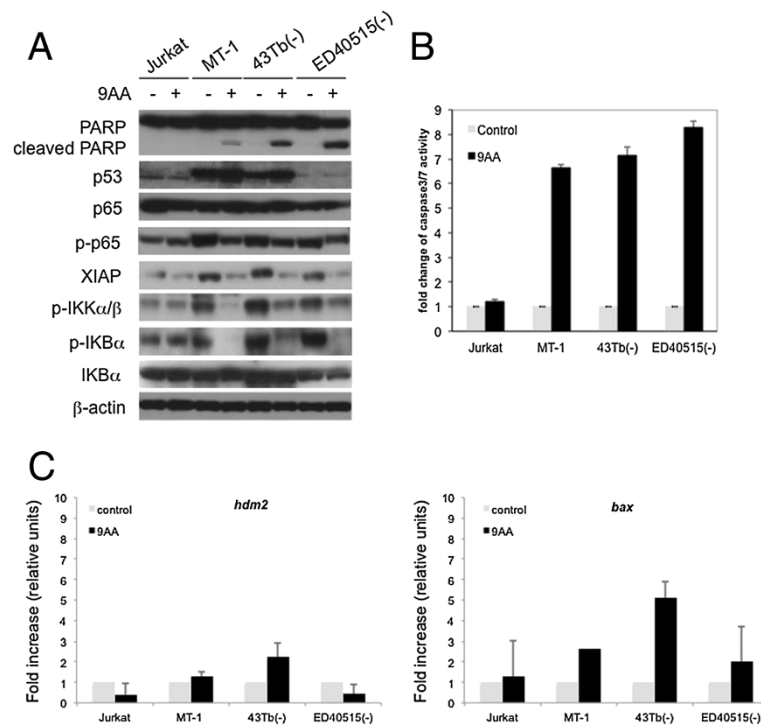 A
Jurkat MT-1 43Tb(-) ED40515(-)
9AA - + - + - + - +
PARP
cleaved PARP
p53
p65
p-p65
XIAP
p-IKKα/β
p-IKBα
IKBα
β-actin
B
fold change of caspase3/7 activity
9
8
7
6
5
4
3
2
1
0
Control
9AA
Jurkat MT-1 43Tb(-) ED40515(-)
C
Fold increase (relative units)
10
9
8
7
6
5
4
3
2
1
0
control
9AA
hdm2
Jurkat MT-1 43Tb(-) ED40515(-)
Fold increase (relative units)
10
9
8
7
6
5
4
3
2
1
0
control
9AA
bax
Jurkat MT-1 43Tb(-) ED40515(-)